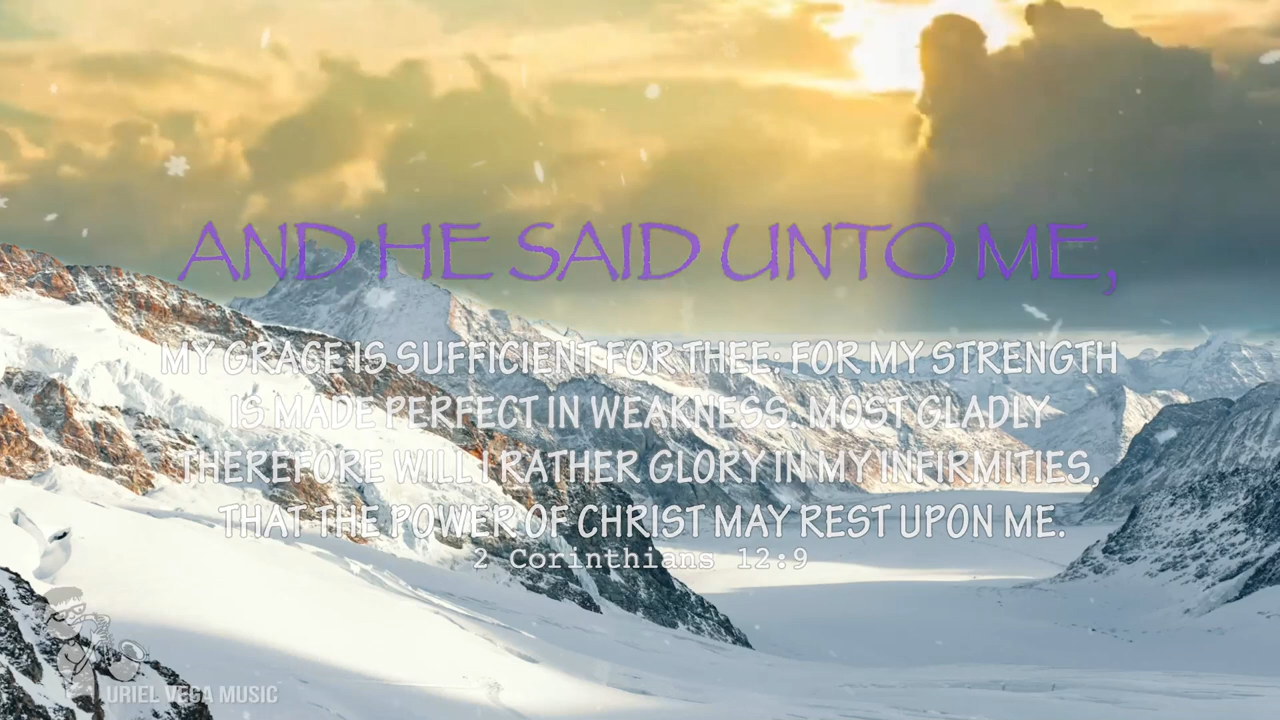 AND HE SAID UNTO ME,
MY GRACE IS SUFFICIENT FOR THEE: FOR MY STRENGTH
IS MADE PERFECT IN WEAKNESS. MOST GLADLY
THEREFORE WILL I RATHER GLORY IN MY INFIRMITIES,
THAT THE POWER OF CHRIST MAY REST UPON ME.
2 Corinthians 12:9
URIEL VEGA MUSIC